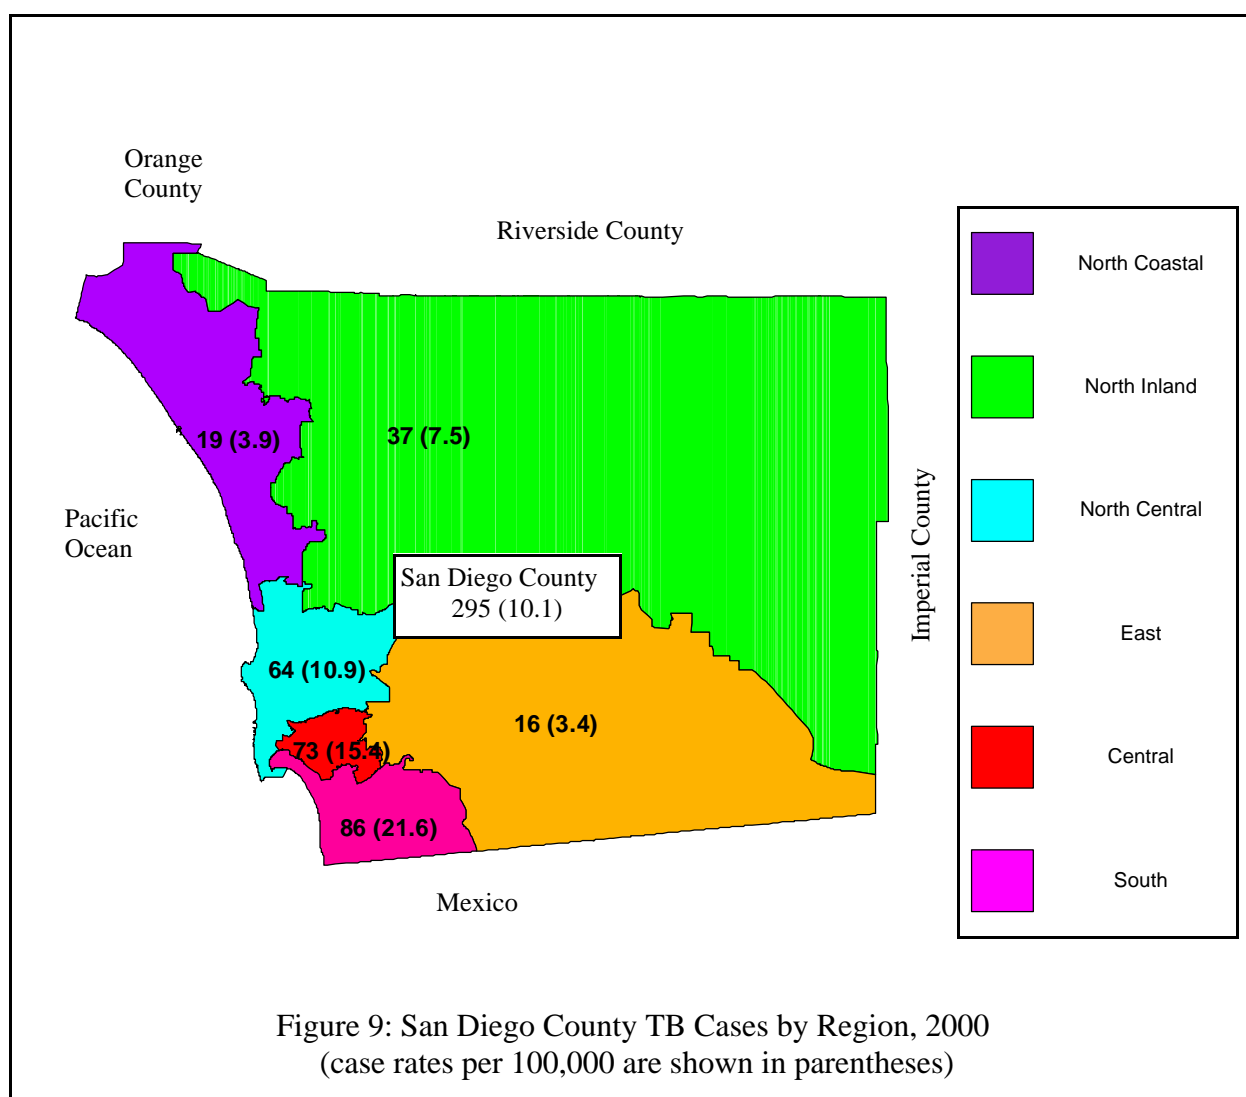 Orange
County
Riverside County
19 (3.9)
37 (7.5)
Pacific
Ocean
Imperial County
San Diego County
295 (10.1)
64 (10.9)
16 (3.4)
73 (15.4)
86 (21.6)
Mexico
North Coastal
North Inland
North Central
East
Central
South
Figure 9: San Diego County TB Cases by Region, 2000
(case rates per 100,000 are shown in parentheses)